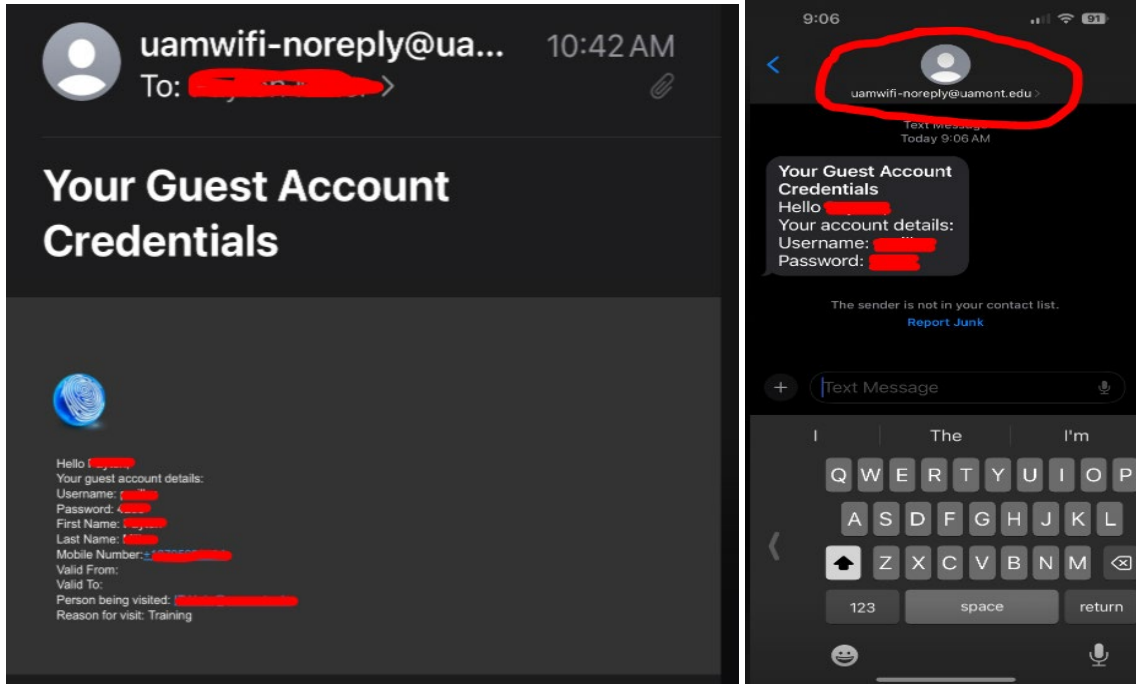 uamwifi-noreply@ua...
10:42 AM
To:
Your Guest Account
Credentials
Hello
Your guest account details:
Username:
Password:
First Name:
Last Name:
Mobile Number:
Valid From:
Valid To:
Person being visited:
Reason for visit: Training
9:06
91
uamwifi-noreply@uamont.edu
Text Message
Today 9:06 AM
Your Guest Account
Credentials
Hello
Your account details:
Username:
Password:
The sender is not in your contact list.
Report Junk
Text Message
I The I'm
Q W E R T Y U I O P
A S D F G H J K L
Z X C V B N M
123 space return